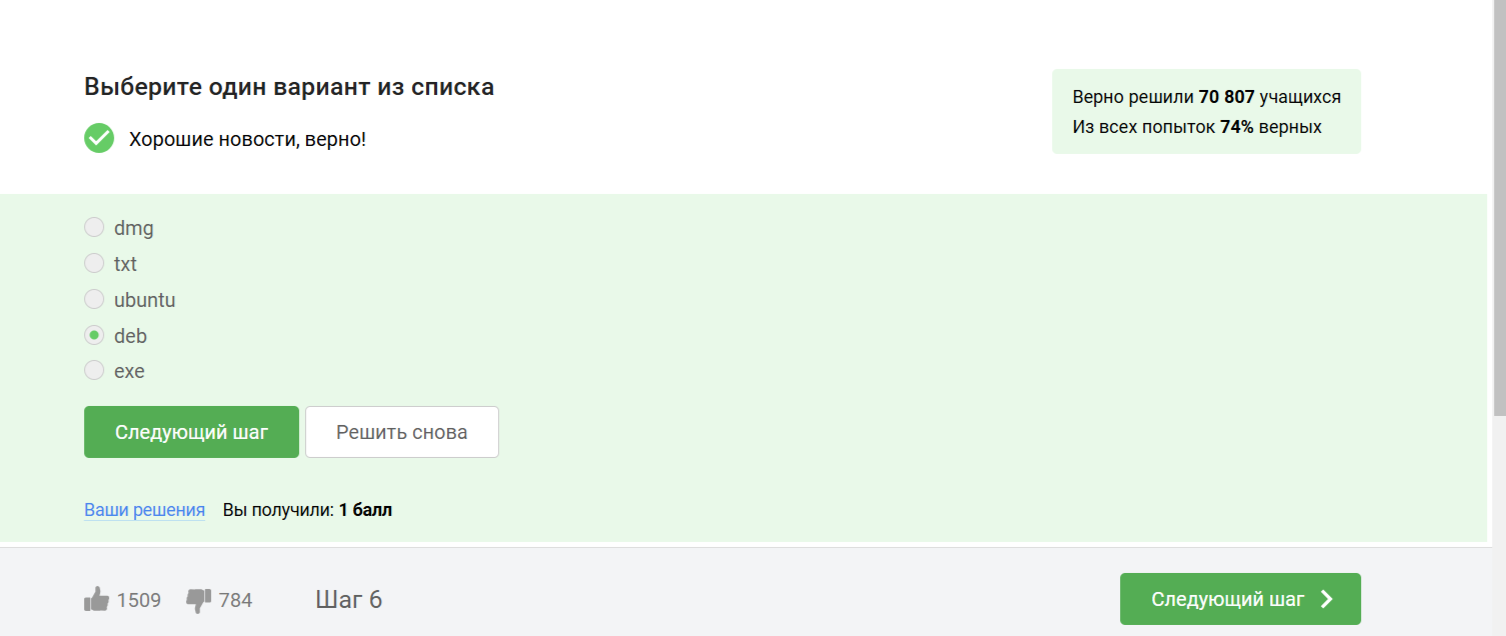 Выберите один вариант из списка
Хорошие новости, верно!
Верно решили 70 807 учащихся
Из всех попыток 74% верных
dmg
txt
ubuntu
deb
exe
Следующий шаг
Решить снова
Ваши решения Вы получили: 1 балл
1509 784 Шаг 6 Следующий шаг